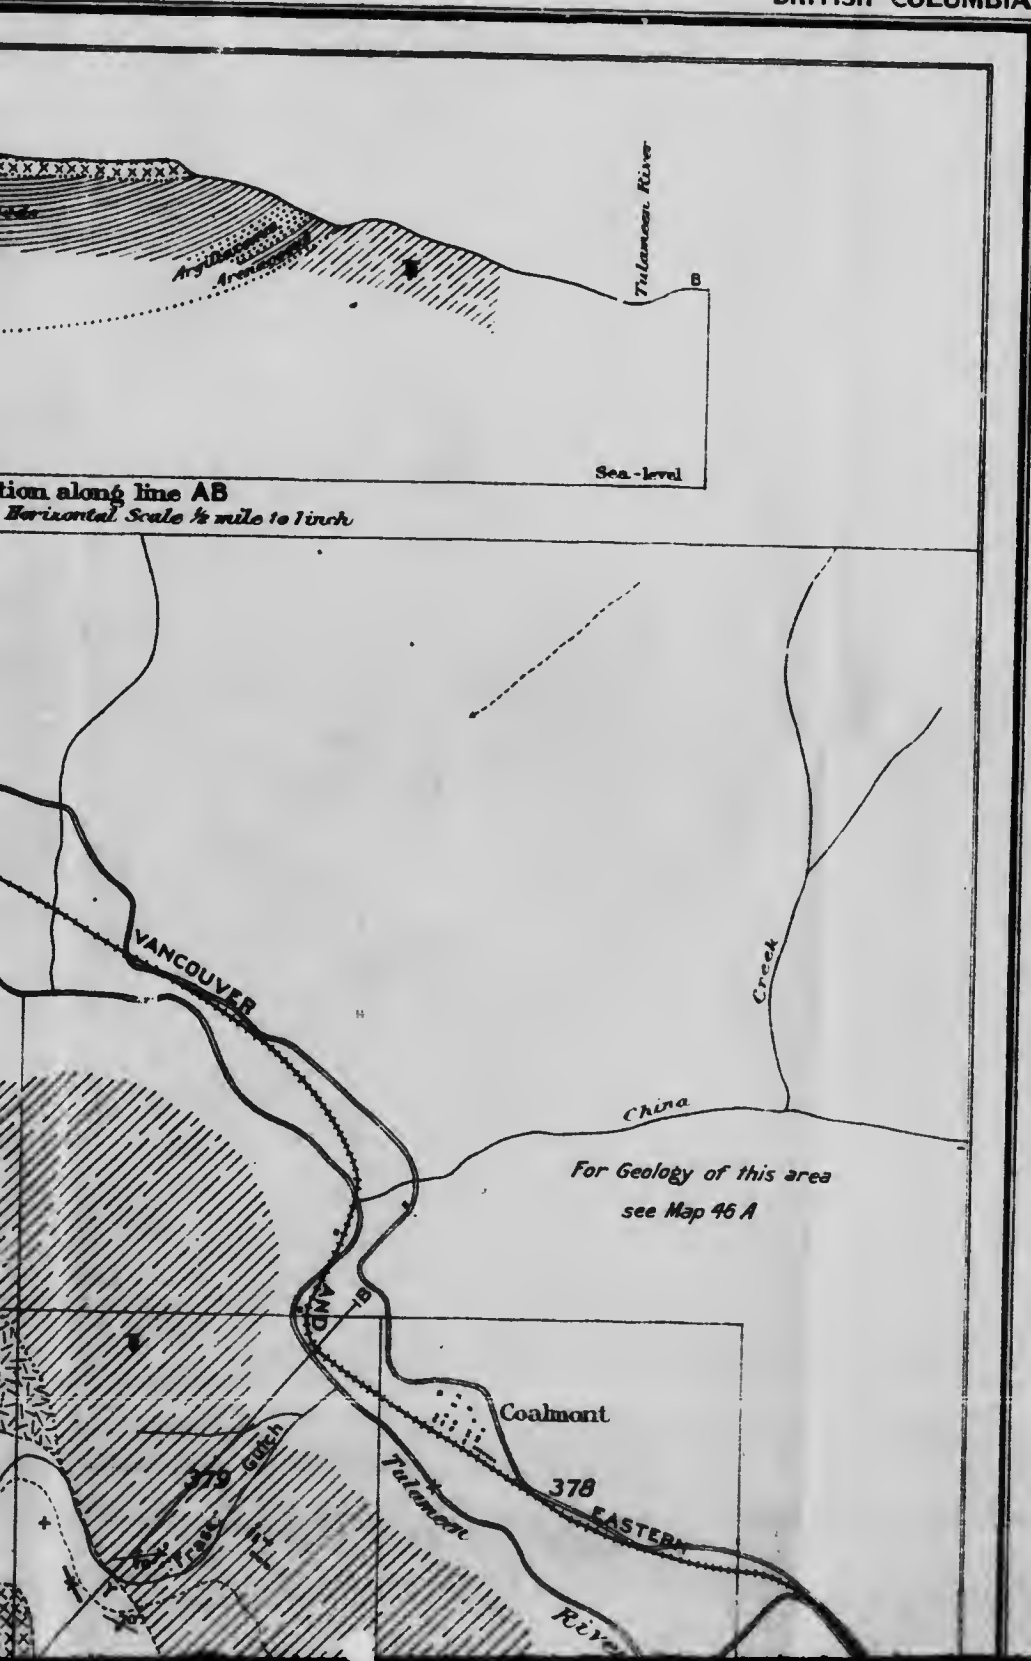 BRITISH COLUMBIA
Tulameen River
Argillaceous
Arenaceous
B
Sea-level
tion along line AB
Horizontal Scale ½ mile to 1 inch
VANCOUVER
Creek
China
For Geology of this area
see Map 46 A
AND
B
Coalmont
Gulch
379
378
Tulameen
EASTERN
Fraser
River